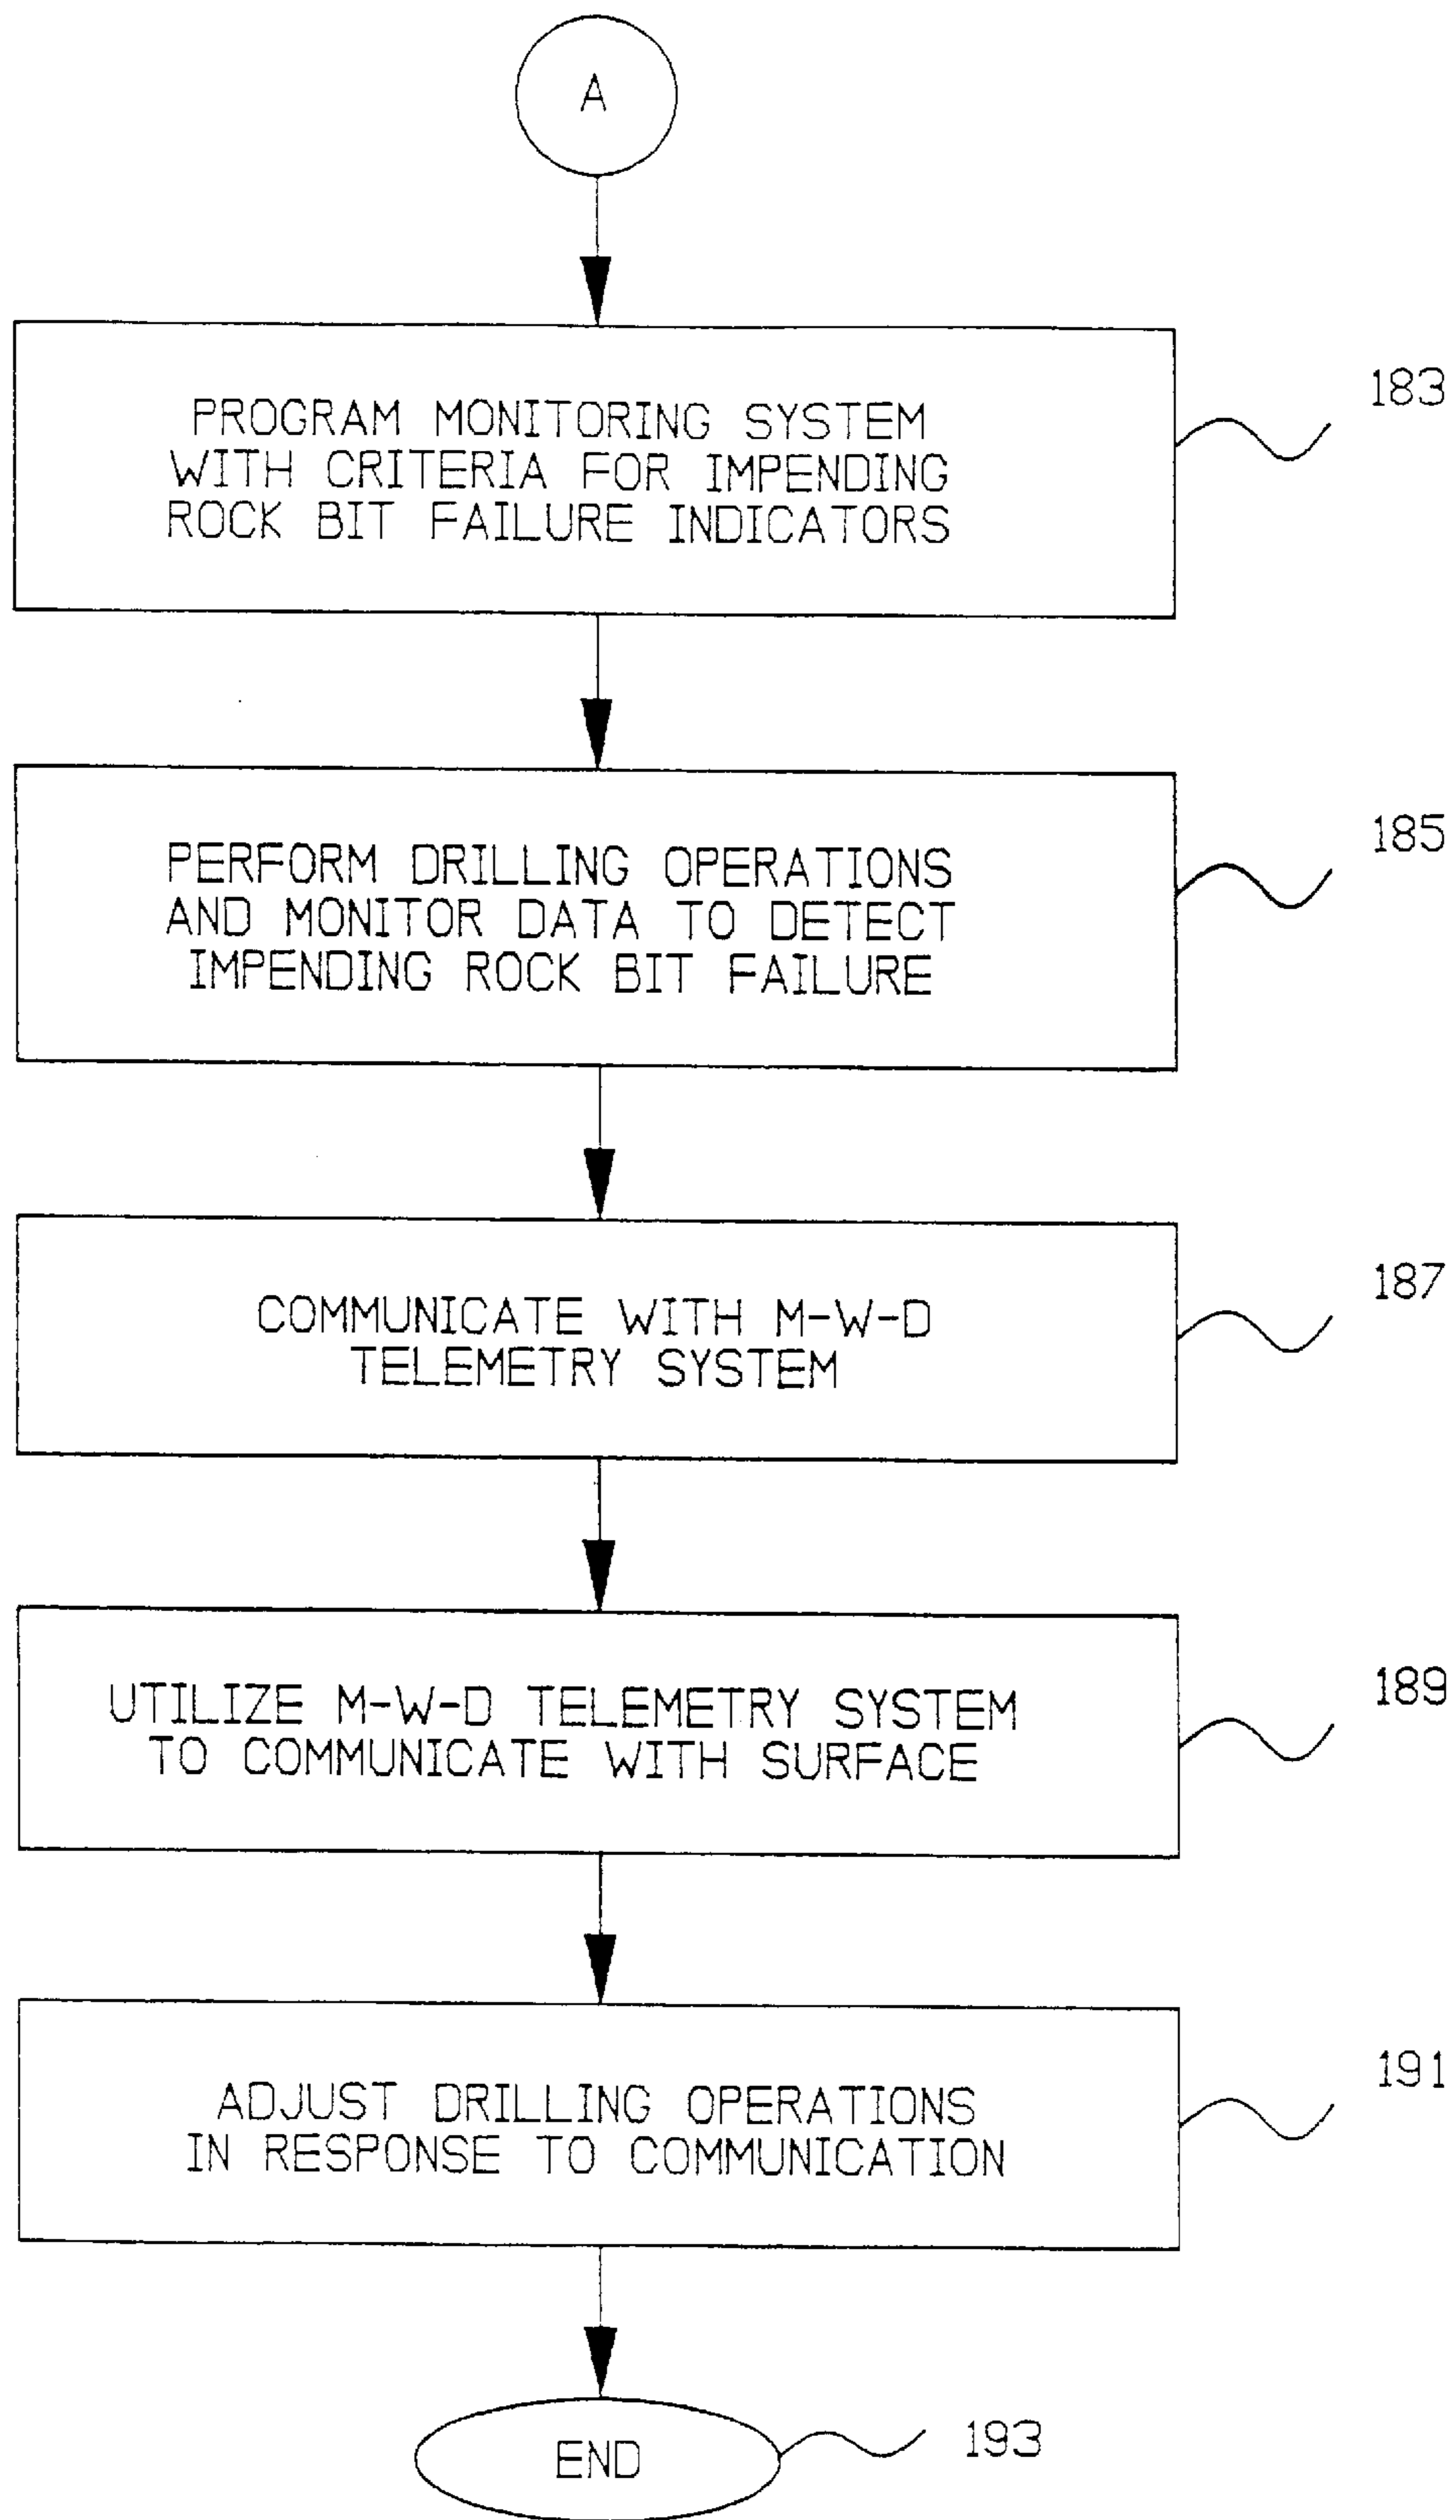 A
PROGRAM MONITORING SYSTEM
WITH CRITERIA FOR IMPENDING
ROCK BIT FAILURE INDICATORS
183
PERFORM DRILLING OPERATIONS
AND MONITOR DATA TO DETECT
IMPENDING ROCK BIT FAILURE
185
COMMUNICATE WITH M-W-D
TELEMETRY SYSTEM
187
UTILIZE M-W-D TELEMETRY SYSTEM
TO COMMUNICATE WITH SURFACE
189
ADJUST DRILLING OPERATIONS
IN RESPONSE TO COMMUNICATION
191
END
193